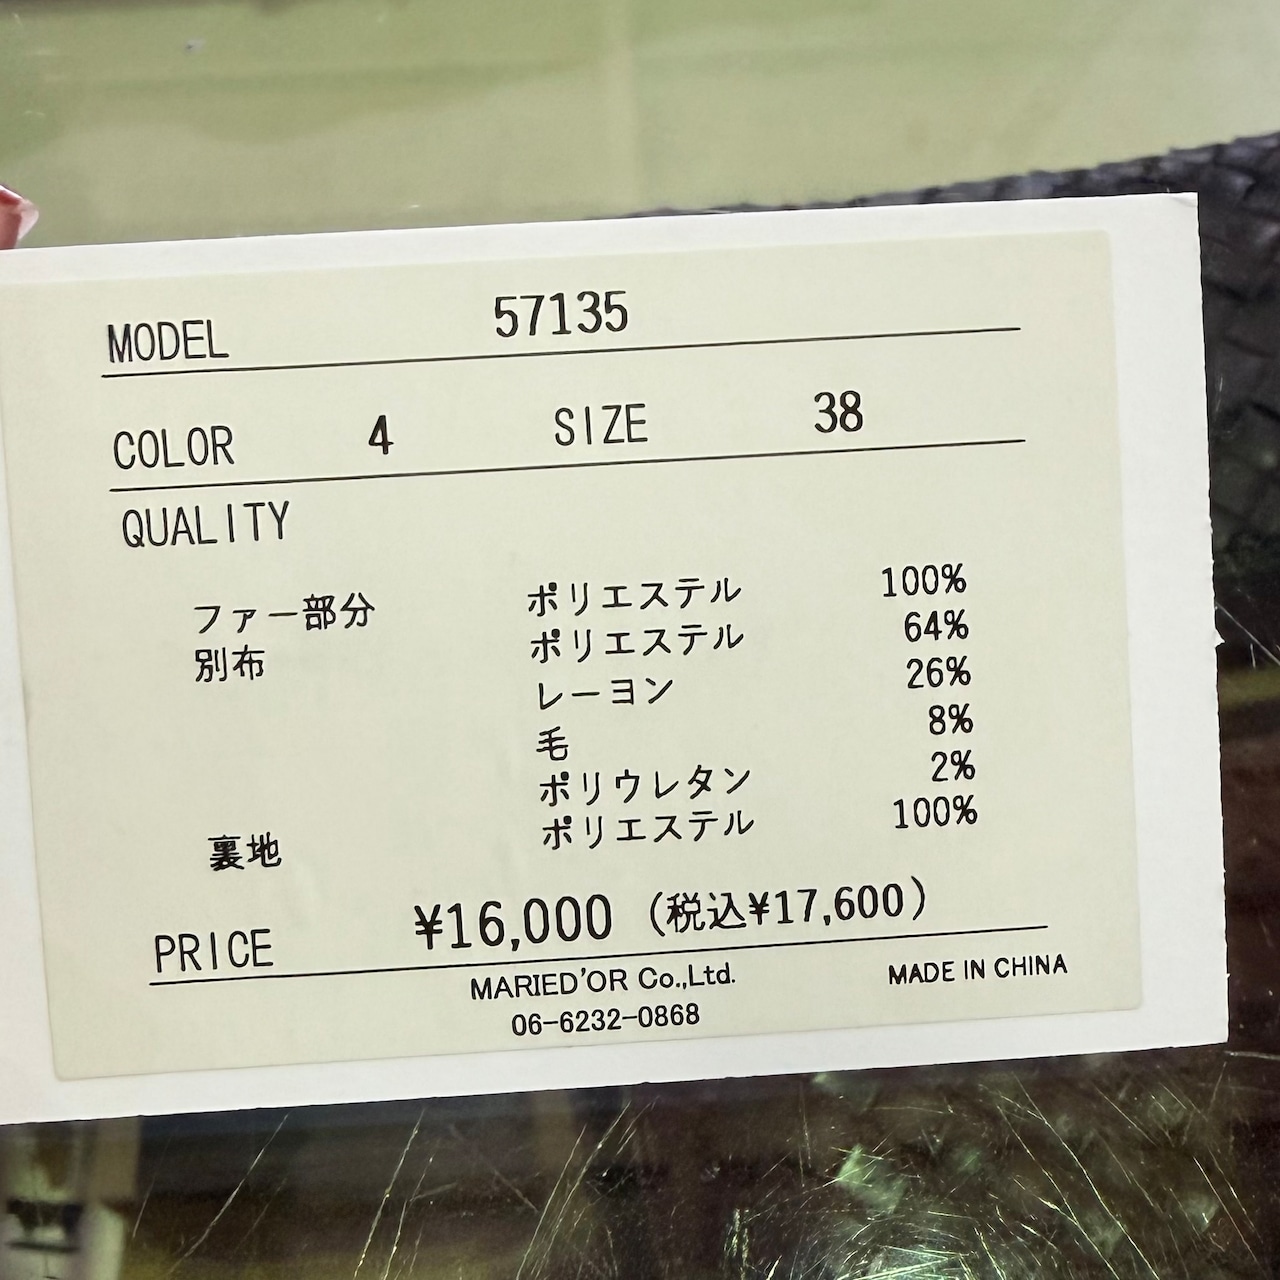 MODEL 57135
COLOR 4 SIZE 38
QUALITY
ファー部分 ポリエステル 100%
別布 ポリエステル 64%
レーヨン 26%
毛 8%
ポリウレタン 2%
裏地 ポリエステル 100%
PRICE ¥16,000 (税込¥17,600)
MARIED'OR Co.,Ltd. MADE IN CHINA
06-6232-0868